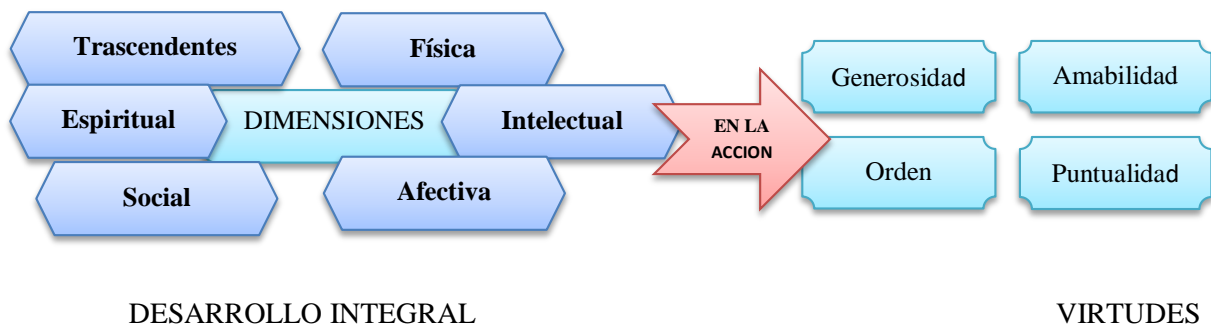 Trascendentes
Física
Generosidad
Amabilidad
Espiritual
DIMENSIONES
Intelectual
EN LA
ACCION
Social
Afectiva
Orden
Puntualidad
DESARROLLO INTEGRAL
VIRTUDES